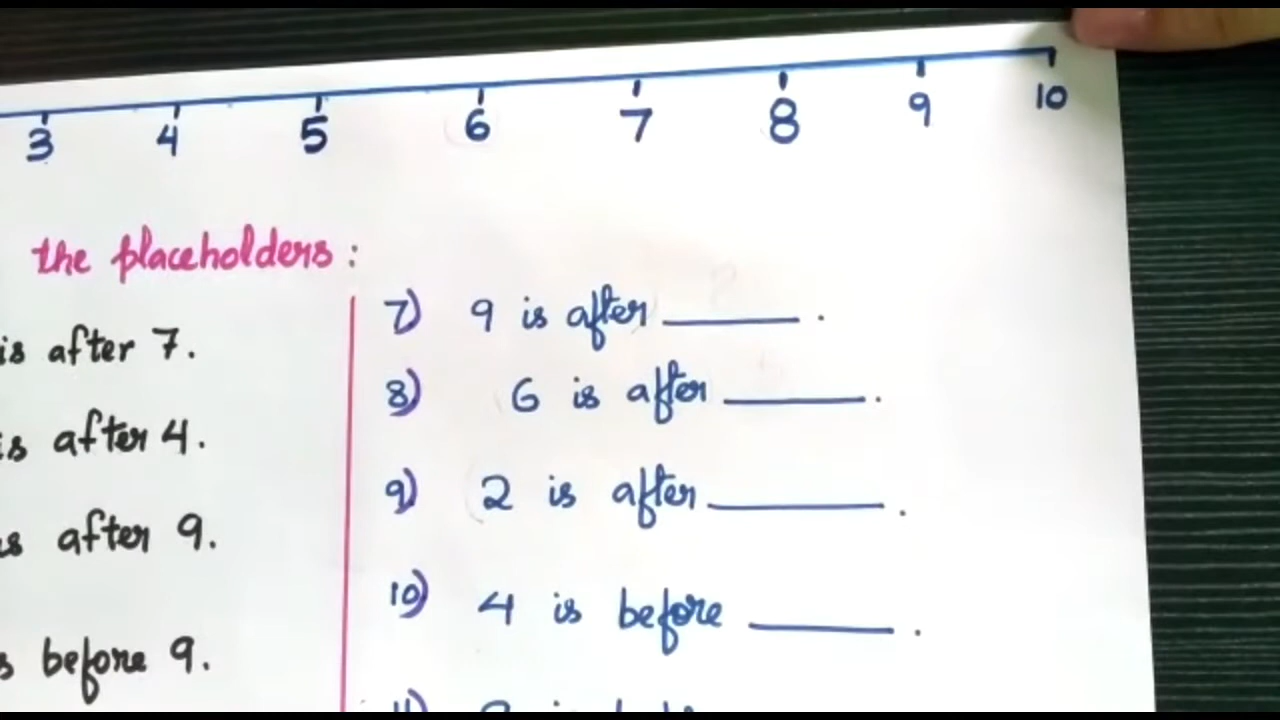 3 4 5 6 7 8 9 10
the placeholders :
is after 7.
is after 4.
is after 9.
before 9.
7) 9 is after ______ .
8) 6 is after ______ .
9) 2 is after ______ .
10) 4 is before ______ .